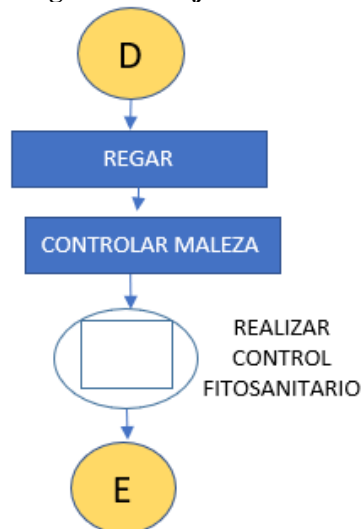 D
REGAR
CONTROLAR MALEZA
REALIZAR
CONTROL
FITOSANITARIO
E